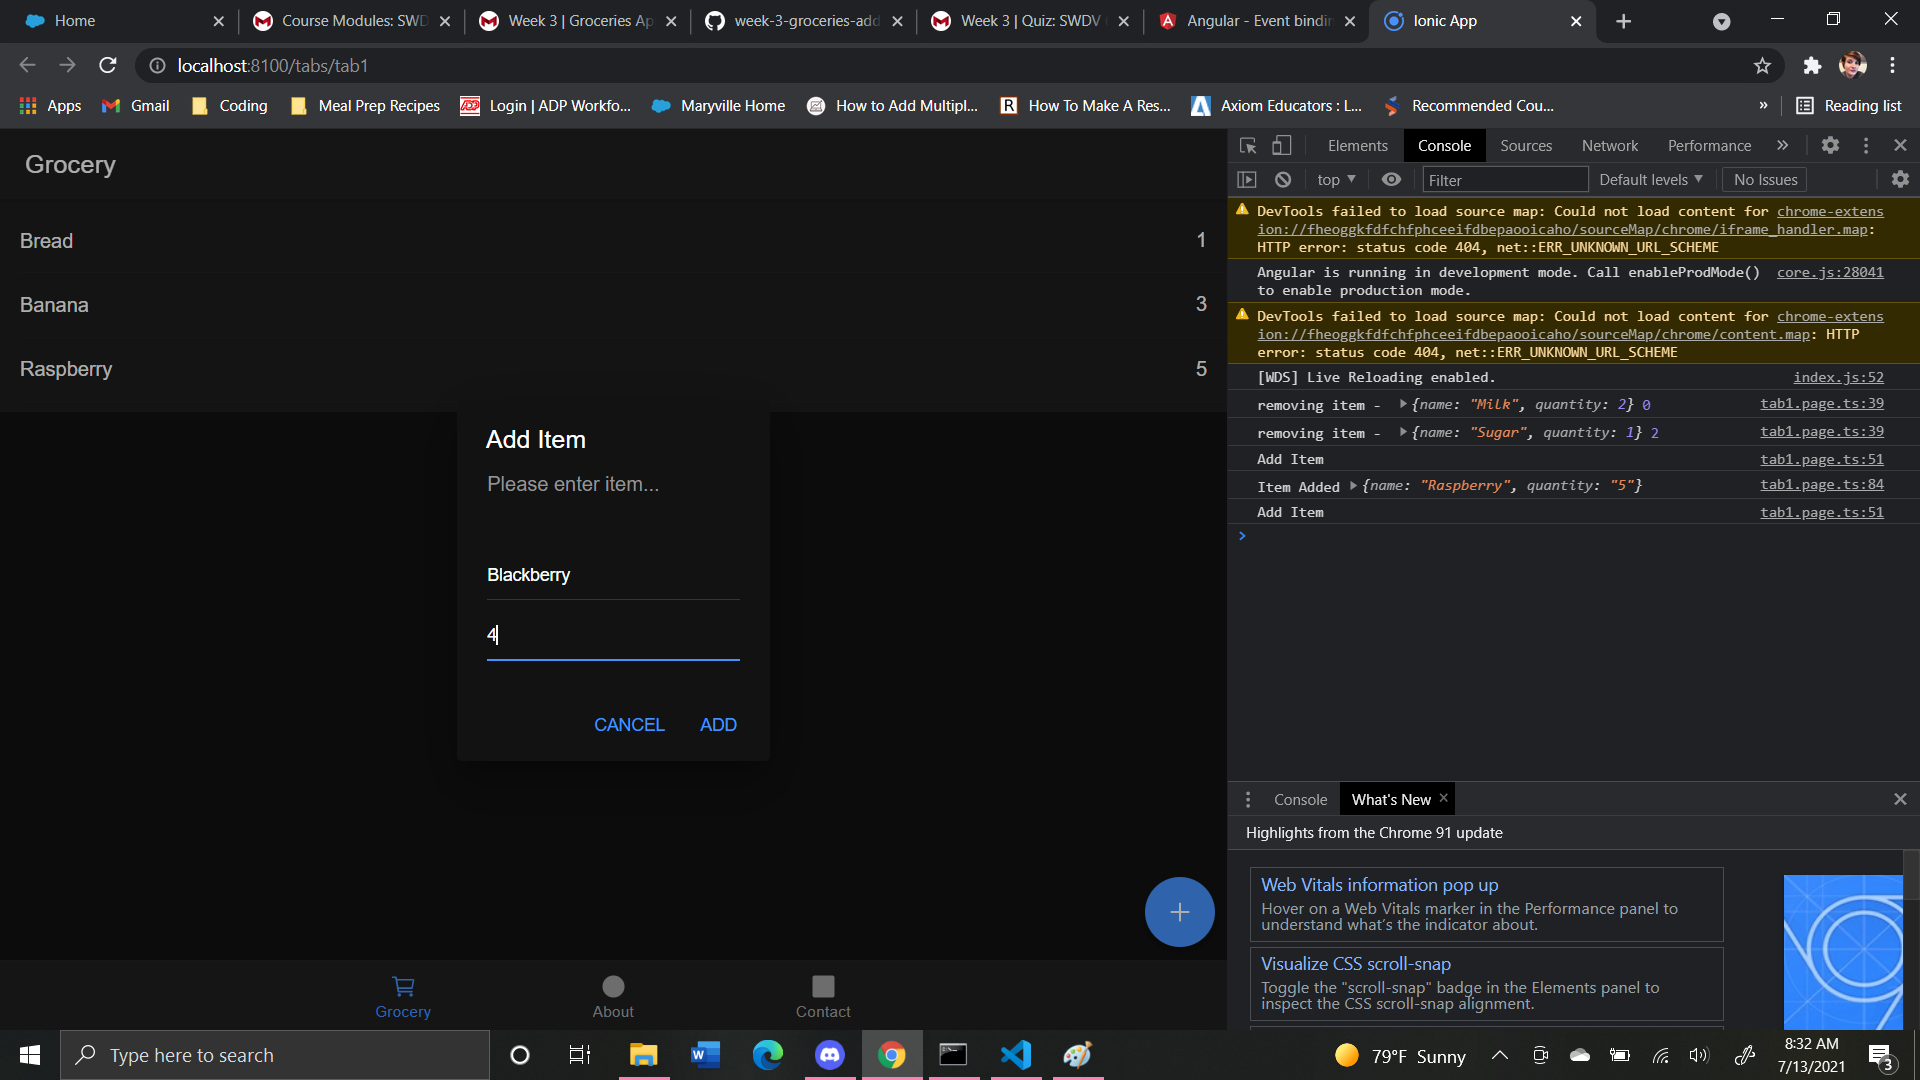 Home
Course Modules: SWD
Week 3 | Groceries Ap
week-3-groceries-add
Week 3 | Quiz: SWDV
Angular - Event bindin
Ionic App
localhost:8100/tabs/tab1
Apps
Gmail
Coding
Meal Prep Recipes
Login | ADP Workfo...
Maryville Home
How to Add Multipl...
How To Make A Res...
Axiom Educators : L...
Recommended Cou...
»
Reading list
Grocery
Bread 1
Banana 3
Raspberry 5
Add Item
Please enter item...
Blackberry
4
CANCEL ADD
Grocery
About
Contact
Elements Console Sources Network Performance »
top Filter Default levels No Issues
DevTools failed to load source map: Could not load content for chrome-extens
ion://fheoggkfdfchfphceeifdbepaooicaho/sourceMap/chrome/iframe_handler.map:
HTTP error: status code 404, net::ERR_UNKNOWN_URL_SCHEME
Angular is running in development mode. Call enableProdMode() core.js:28041
to enable production mode.
DevTools failed to load source map: Could not load content for chrome-extens
ion://fheoggkfdfchfphceeifdbepaooicaho/sourceMap/chrome/content.map: HTTP
error: status code 404, net::ERR_UNKNOWN_URL_SCHEME
[WDS] Live Reloading enabled. index.js:52
removing item - {name: "Milk", quantity: 2} 0 tab1.page.ts:39
removing item - {name: "Sugar", quantity: 1} 2 tab1.page.ts:39
Add Item tab1.page.ts:51
Item Added {name: "Raspberry", quantity: "5"} tab1.page.ts:84
Add Item tab1.page.ts:51
Console What's New
Highlights from the Chrome 91 update
Web Vitals information pop up
Hover on a Web Vitals marker in the Performance panel to
understand what's the indicator about.
Visualize CSS scroll-snap
Toggle the "scroll-snap" badge in the Elements panel to
inspect the CSS scroll-snap alignment.
Type here to search
79°F Sunny
8:32 AM
7/13/2021
3